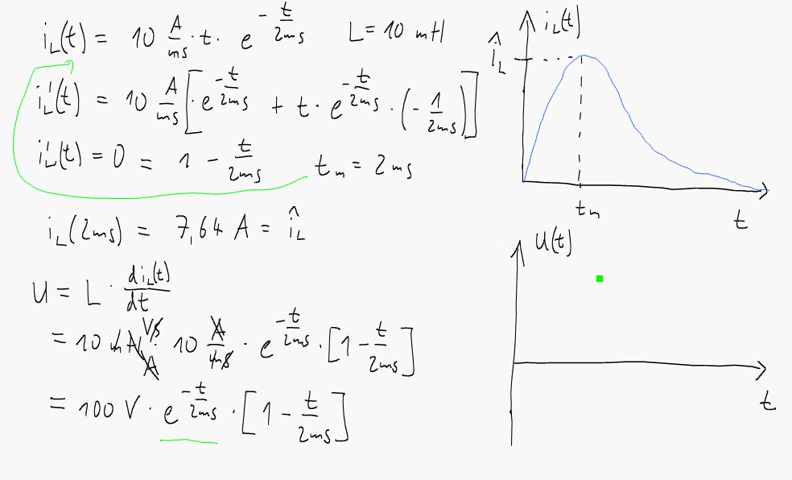 i_L(t) = 10 A/ms · t · e^(-t/2ms)   L = 10 mH
i_L'(t) = 10 A/ms [ · e^(-t/2ms) + t · e^(-t/2ms) · (-1/2ms) ]
i_L'(t) = 0 = 1 - t/2ms   t_m = 2ms
i_L(2ms) = 7,64 A = î_L
U = L · di_L(t)/dt
= 10 mH Vs/A · 10 A/ms · e^(-t/2ms) · [1 - t/2ms]
= 100 V · e^(-t/2ms) · [1 - t/2ms]
i_L(t)
î_L
t_m
t
U(t)
t